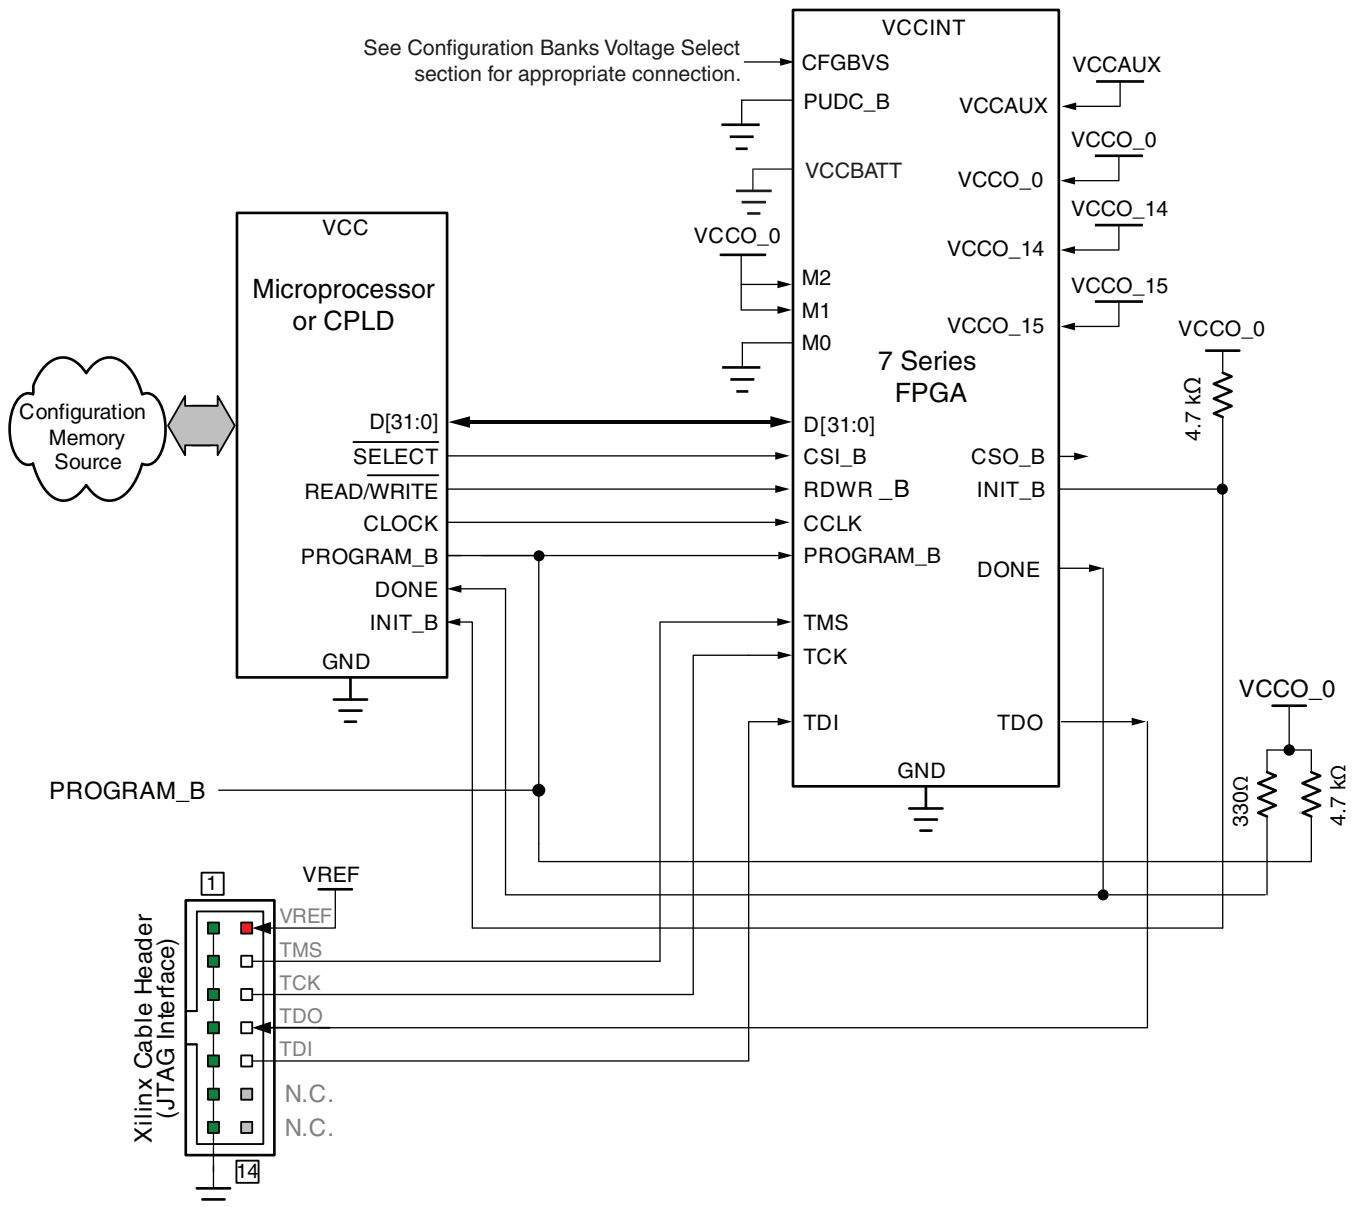 VCCINT
See Configuration Banks Voltage Select
section for appropriate connection.
CFGBVS
PUDC_B
VCCBATT
VCCO_0
M2
M1
M0
7 Series
FPGA
D[31:0]
CSI_B
RDWR _B
CCLK
PROGRAM_B
TMS
TCK
TDI
GND
VCCAUX
VCCAUX
VCCO_0
VCCO_0
VCCO_14
VCCO_14
VCCO_15
VCCO_15
CSO_B
INIT_B
DONE
TDO
VCCO_0
4.7 kΩ
VCCO_0
330Ω
4.7 kΩ
VCC
Microprocessor
or CPLD
D[31:0]
SELECT
READ/WRITE
CLOCK
PROGRAM_B
DONE
INIT_B
GND
Configuration
Memory
Source
PROGRAM_B
1
VREF
VREF
TMS
TCK
TDO
TDI
N.C.
N.C.
14
Xilinx Cable Header
(JTAG Interface)